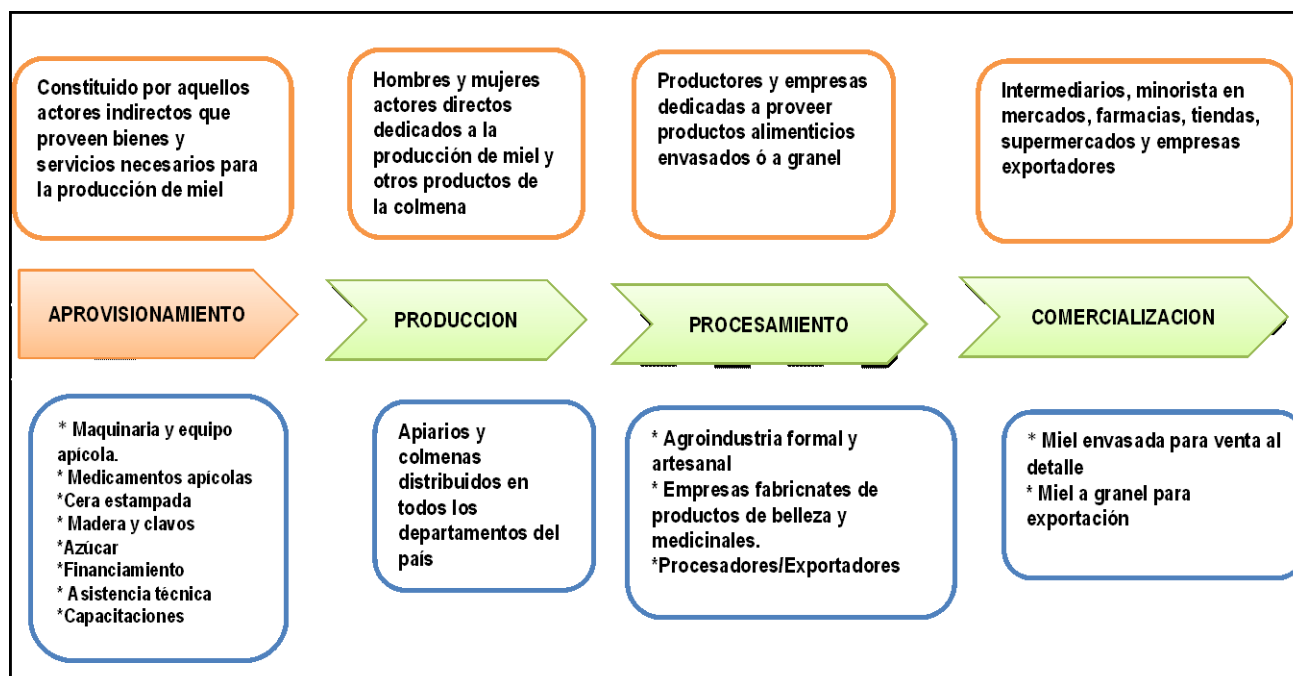 Constituido por aquellos
actores indirectos que
proveen bienes y
servicios necesarios para
la producción de miel
Hombres y mujeres
actores directos
dedicados a la
producción de miel y
otros productos de
la colmena
Productores y empresas
dedicadas a proveer
productos alimenticios
envasados ó a granel
Intermediarios, minorista en
mercados, farmacias, tiendas,
supermercados y empresas
exportadores
APROVISIONAMIENTO
PRODUCCION
PROCESAMIENTO
COMERCIALIZACION
* Maquinaria y equipo
apícola.
* Medicamentos apícolas
*Cera estampada
* Madera y clavos
*Azúcar
*Financiamiento
* Asistencia técnica
*Capacitaciones
Apiarios y
colmenas
distribuidos en
todos los
departamentos del
país
* Agroindustria formal y
artesanal
* Empresas fabricnates de
productos de belleza y
medicinales.
*Procesadores/Exportadores
* Miel envasada para venta al
detalle
* Miel a granel para
exportación